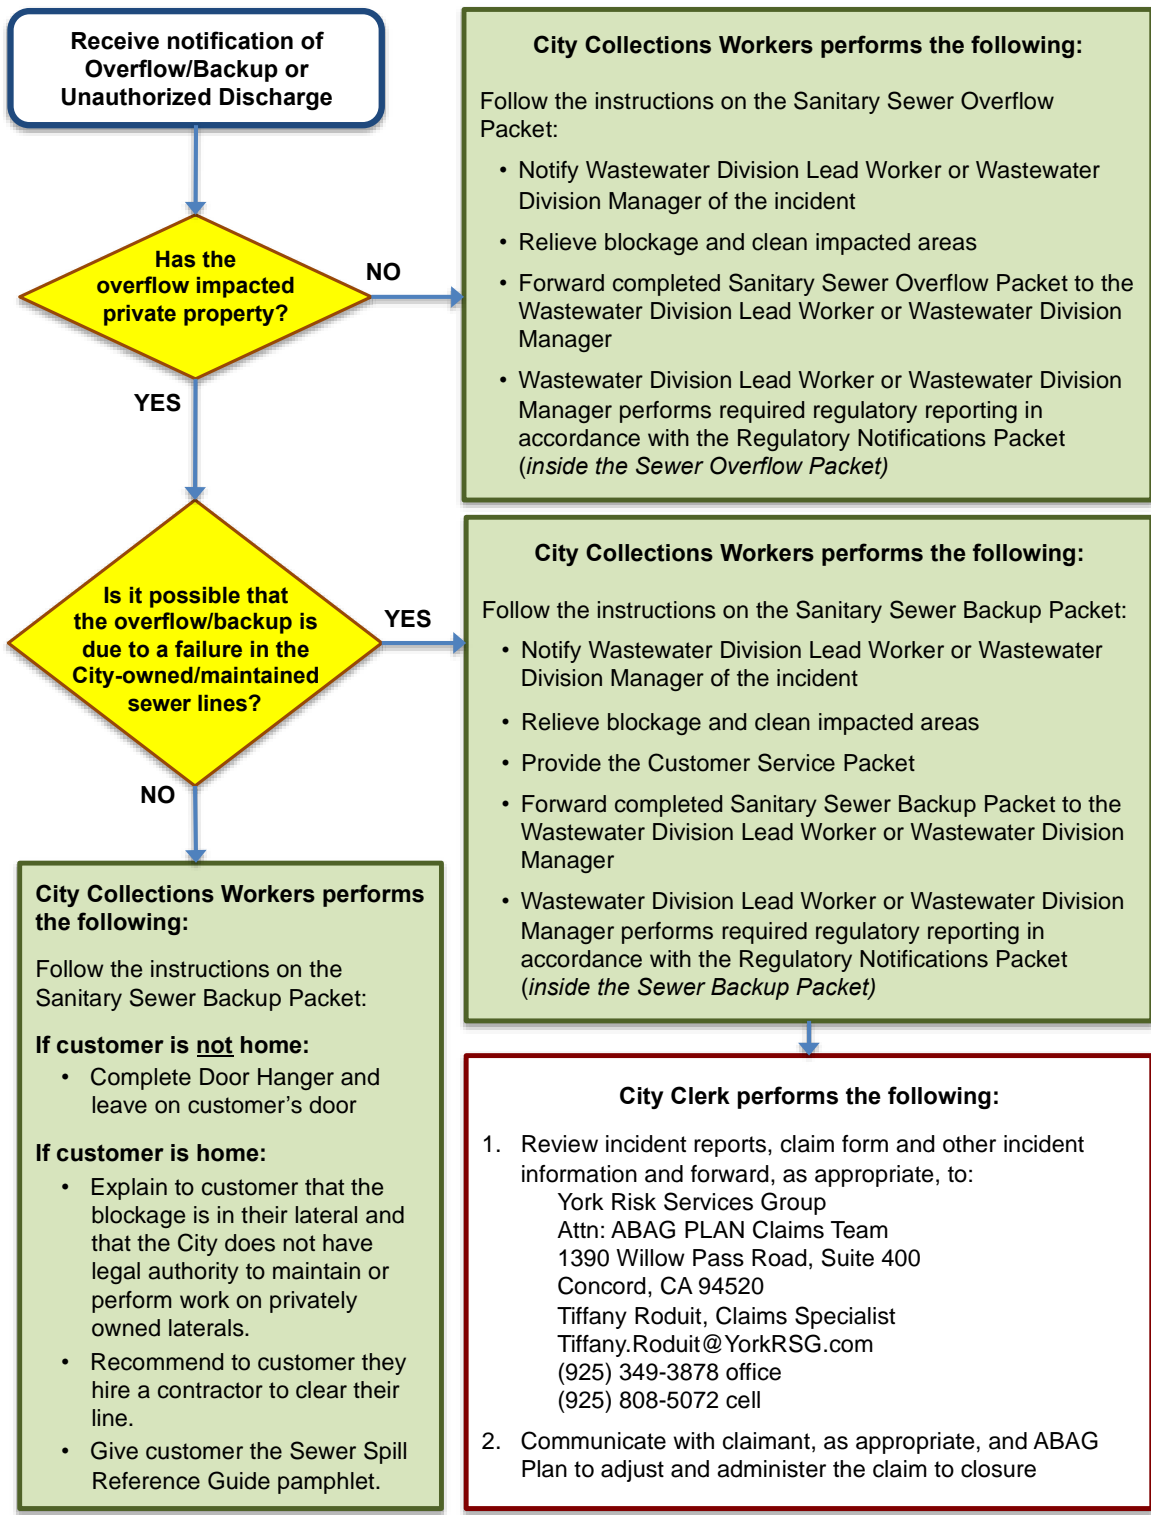 Receive notification of
Overflow/Backup or
Unauthorized Discharge
Has the
overflow impacted
private property?
NO
YES
City Collections Workers performs the following:
Follow the instructions on the Sanitary Sewer Overflow
Packet:
• Notify Wastewater Division Lead Worker or Wastewater
Division Manager of the incident
• Relieve blockage and clean impacted areas
• Forward completed Sanitary Sewer Overflow Packet to the
Wastewater Division Lead Worker or Wastewater Division
Manager
• Wastewater Division Lead Worker or Wastewater Division
Manager performs required regulatory reporting in
accordance with the Regulatory Notifications Packet
(inside the Sewer Overflow Packet)
Is it possible that
the overflow/backup is
due to a failure in the
City-owned/maintained
sewer lines?
YES
NO
City Collections Workers performs the following:
Follow the instructions on the Sanitary Sewer Backup Packet:
• Notify Wastewater Division Lead Worker or Wastewater
Division Manager of the incident
• Relieve blockage and clean impacted areas
• Provide the Customer Service Packet
• Forward completed Sanitary Sewer Backup Packet to the
Wastewater Division Lead Worker or Wastewater Division
Manager
• Wastewater Division Lead Worker or Wastewater Division
Manager performs required regulatory reporting in
accordance with the Regulatory Notifications Packet
(inside the Sewer Backup Packet)
City Collections Workers performs
the following:
Follow the instructions on the
Sanitary Sewer Backup Packet:
If customer is not home:
• Complete Door Hanger and
leave on customer’s door
If customer is home:
• Explain to customer that the
blockage is in their lateral and
that the City does not have
legal authority to maintain or
perform work on privately
owned laterals.
• Recommend to customer they
hire a contractor to clear their
line.
• Give customer the Sewer Spill
Reference Guide pamphlet.
City Clerk performs the following:
1. Review incident reports, claim form and other incident
information and forward, as appropriate, to:
York Risk Services Group
Attn: ABAG PLAN Claims Team
1390 Willow Pass Road, Suite 400
Concord, CA 94520
Tiffany Roduit, Claims Specialist
Tiffany.Roduit@YorkRSG.com
(925) 349-3878 office
(925) 808-5072 cell
2. Communicate with claimant, as appropriate, and ABAG
Plan to adjust and administer the claim to closure